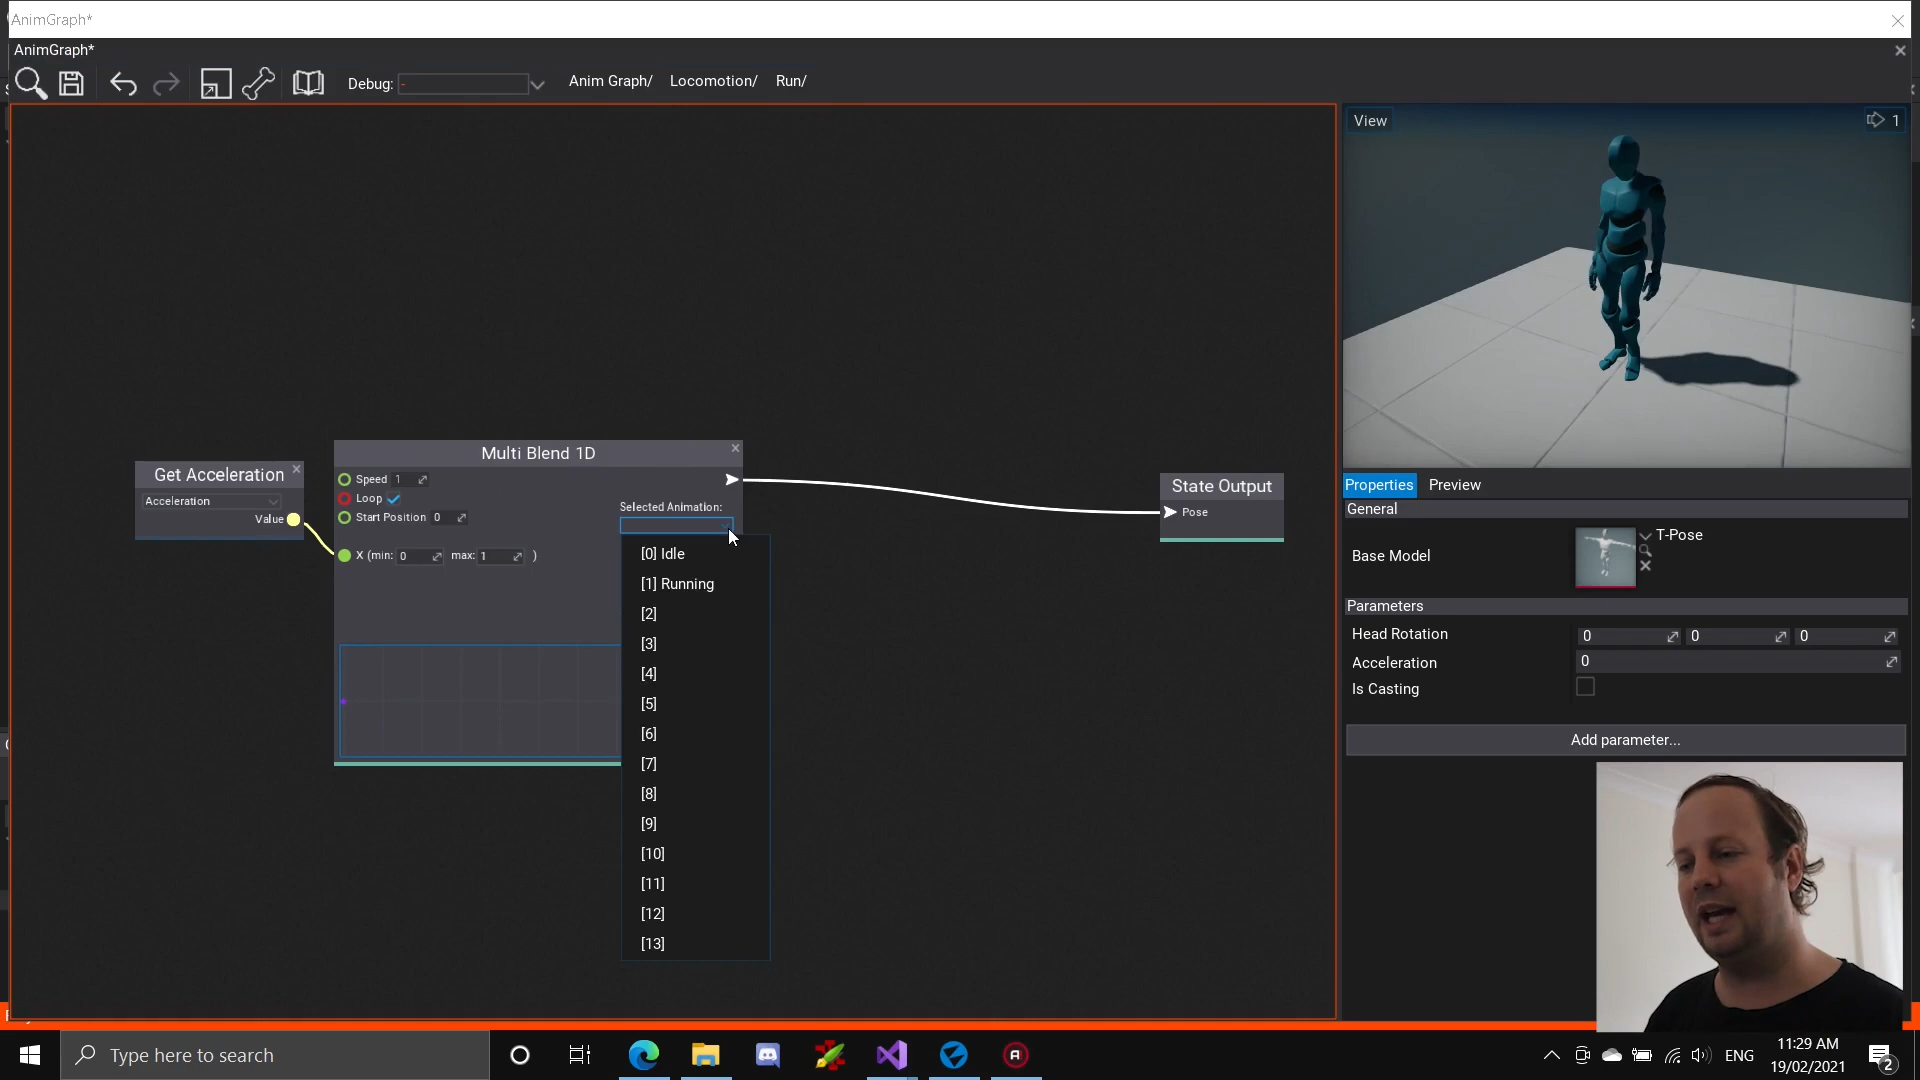 AnimGraph*
AnimGraph*
Debug: -
Anim Graph/ Locomotion/ Run/
View
1
Get Acceleration
Acceleration
Value
Multi Blend 1D
Speed 1
Loop
Start Position 0
X (min: 0 max: 1 )
Selected Animation:
[0] Idle
[1] Running
[2]
[3]
[4]
[5]
[6]
[7]
[8]
[9]
[10]
[11]
[12]
[13]
State Output
Pose
Properties Preview
General
Base Model
T-Pose
Parameters
Head Rotation 0 0 0
Acceleration 0
Is Casting
Add parameter...
Type here to search
ENG
11:29 AM
19/02/2021
2